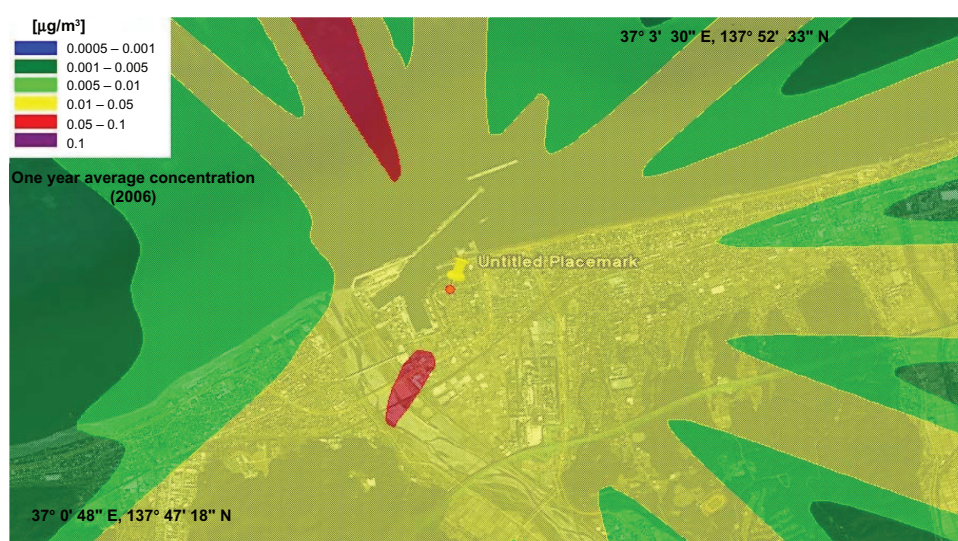 [µg/m³]
0.0005 – 0.001
0.001 – 0.005
0.005 – 0.01
0.01 – 0.05
0.05 – 0.1
0.1
One year average concentration
(2006)
37° 3' 30" E, 137° 52' 33" N
Untitled Placemark
37° 0' 48" E, 137° 47' 18" N